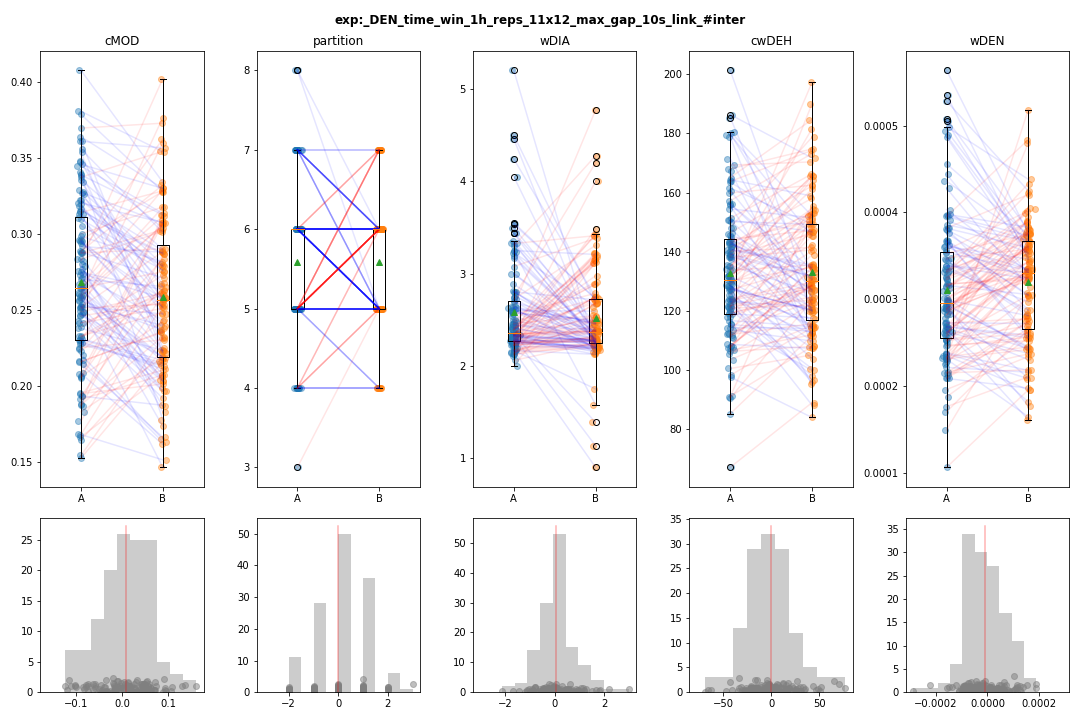 exp:_DEN_time_win_1h_reps_11x12_max_gap_10s_link_#inter
cMOD partition wDIA cwDEH wDEN
0.40 0.35 0.30 0.25 0.20 0.15
A B
8 7 6 5 4 3
A B
5 4 3 2 1
A B
200 180 160 140 120 100 80
A B
0.0005 0.0004 0.0003 0.0002 0.0001
A B
25 20 15 10 5 0
−0.1 0.0 0.1
50 40 30 20 10 0
−2 0 2
50 40 30 20 10 0
−2 0 2
35 30 25 20 15 10 5 0
−50 0 50
35 30 25 20 15 10 5 0
−0.0002 0.0000 0.0002